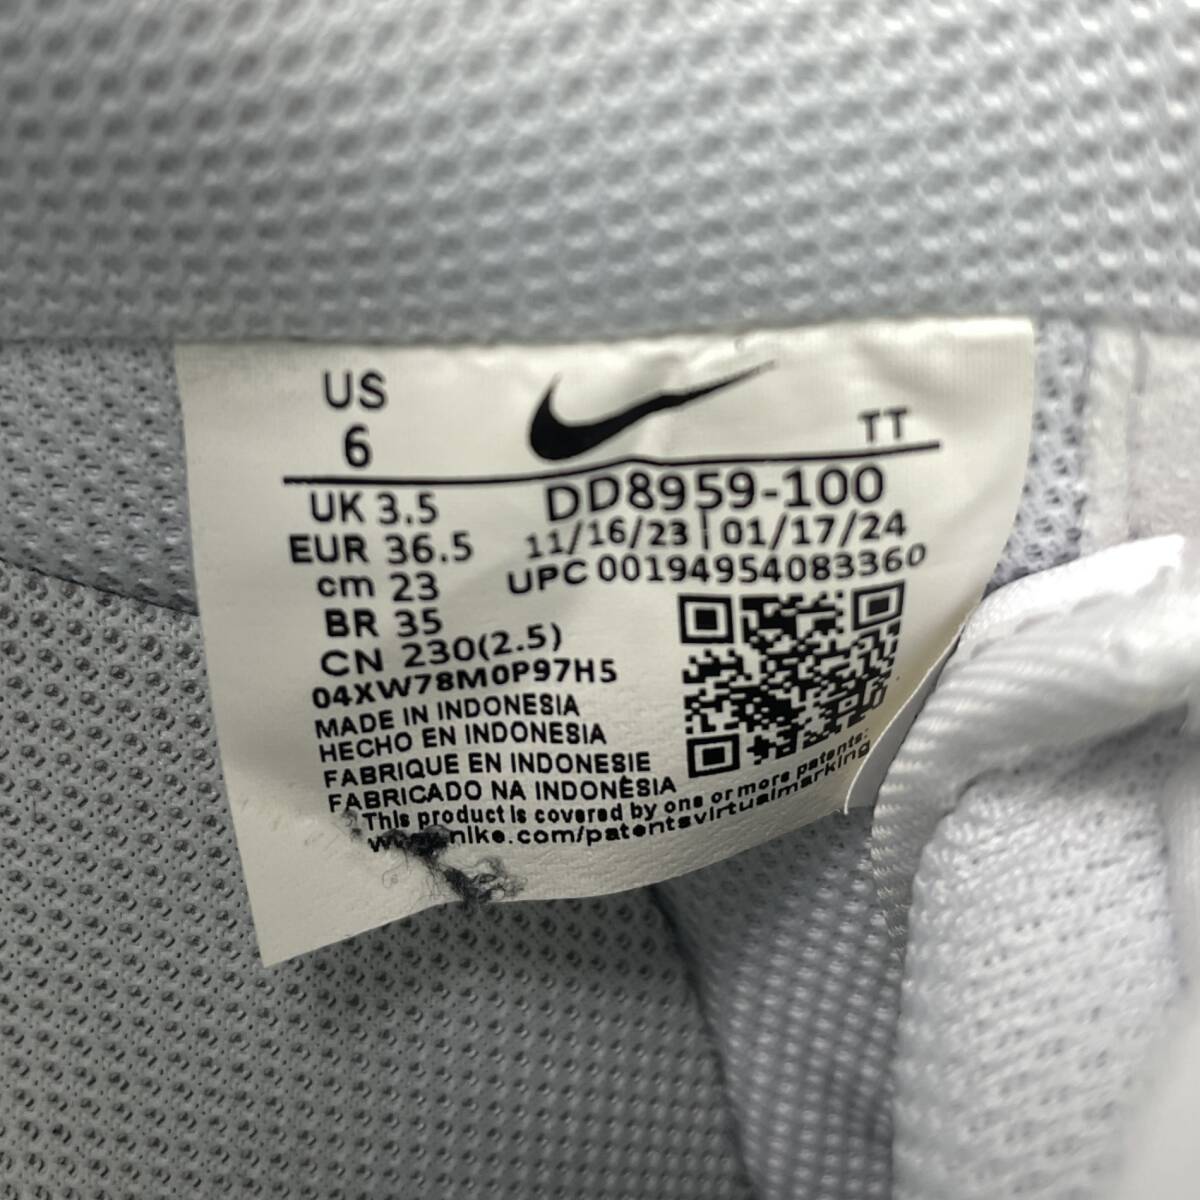 US
6
TT
UK 3.5
EUR 36.5
cm 23
BR 35
CN 230(2.5)
DD8959-100
11/16/23 | 01/17/24
UPC 00194954083360
04XW78M0P97H5
MADE IN INDONESIA
HECHO EN INDONESIA
FABRIQUE EN INDONESIE
FABRICADO NA INDONÉSIA
This product is covered by one or more patents:
nike.com/patentsvirtualmarking